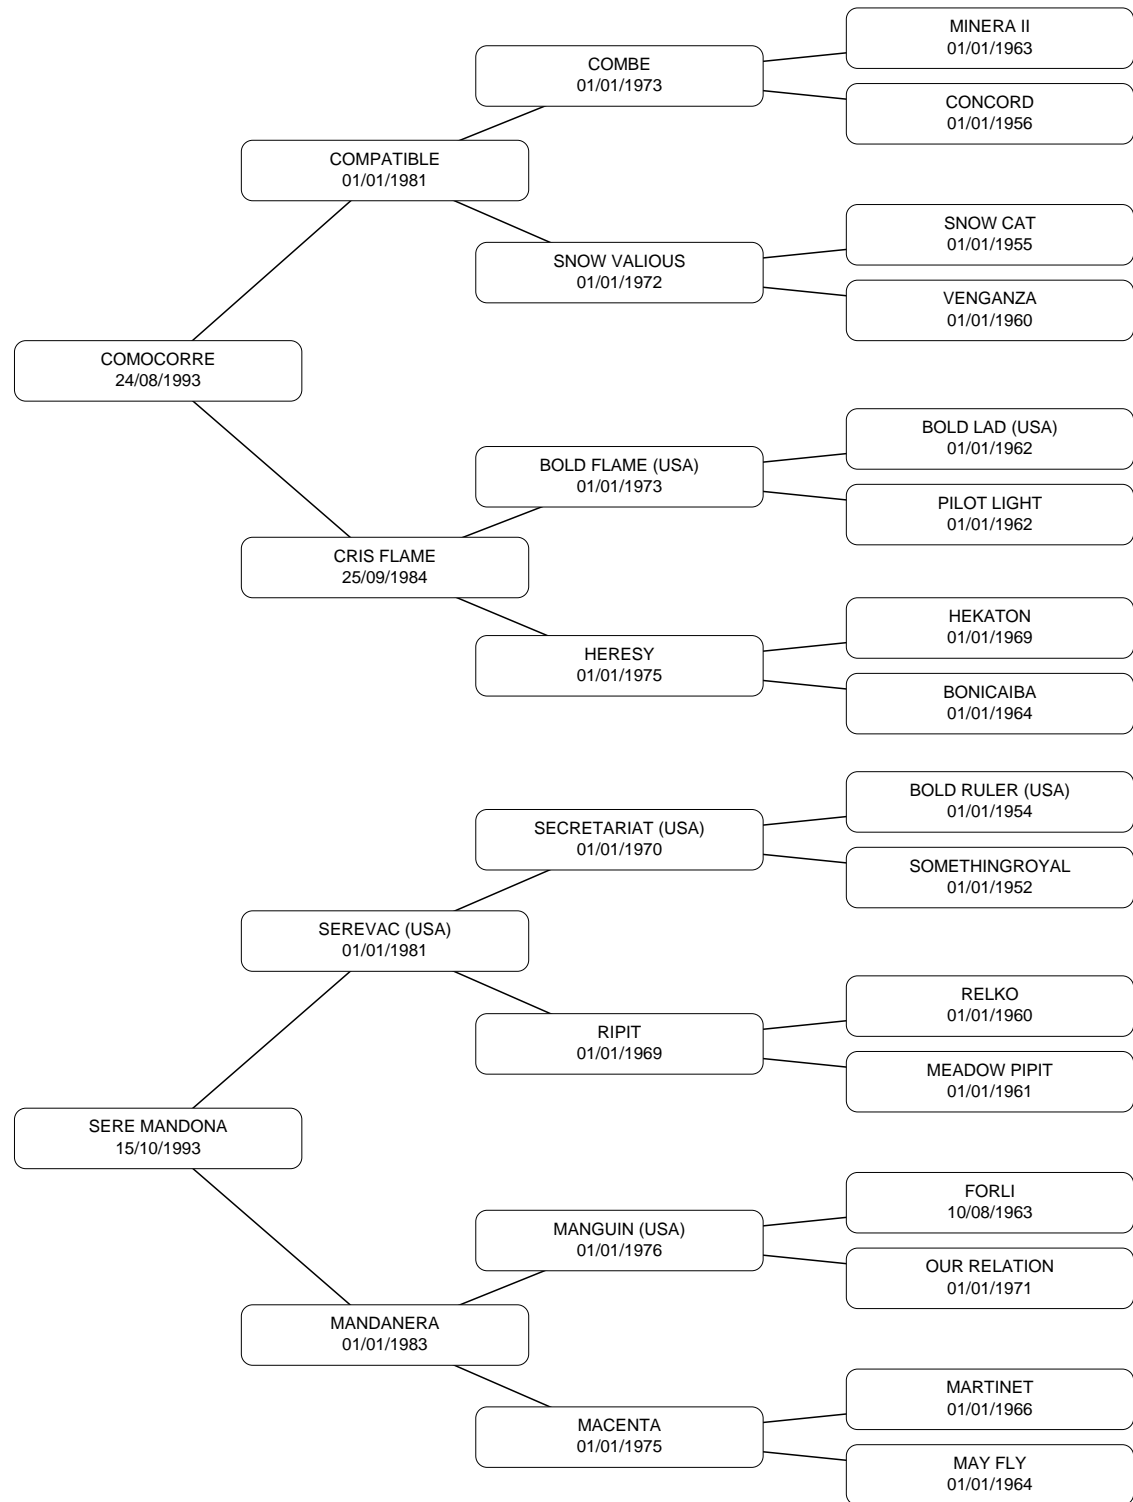 MINERA II
01/01/1963
COMBE
01/01/1973
CONCORD
01/01/1956
COMPATIBLE
01/01/1981
SNOW CAT
01/01/1955
SNOW VALIOUS
01/01/1972
VENGANZA
01/01/1960
COMOCORRE
24/08/1993
BOLD LAD (USA)
01/01/1962
BOLD FLAME (USA)
01/01/1973
PILOT LIGHT
01/01/1962
CRIS FLAME
25/09/1984
HEKATON
01/01/1969
HERESY
01/01/1975
BONICAIBA
01/01/1964
BOLD RULER (USA)
01/01/1954
SECRETARIAT (USA)
01/01/1970
SOMETHINGROYAL
01/01/1952
SEREVAC (USA)
01/01/1981
RELKO
01/01/1960
RIPIT
01/01/1969
MEADOW PIPIT
01/01/1961
SERE MANDONA
15/10/1993
FORLI
10/08/1963
MANGUIN (USA)
01/01/1976
OUR RELATION
01/01/1971
MANDANERA
01/01/1983
MARTINET
01/01/1966
MACENTA
01/01/1975
MAY FLY
01/01/1964